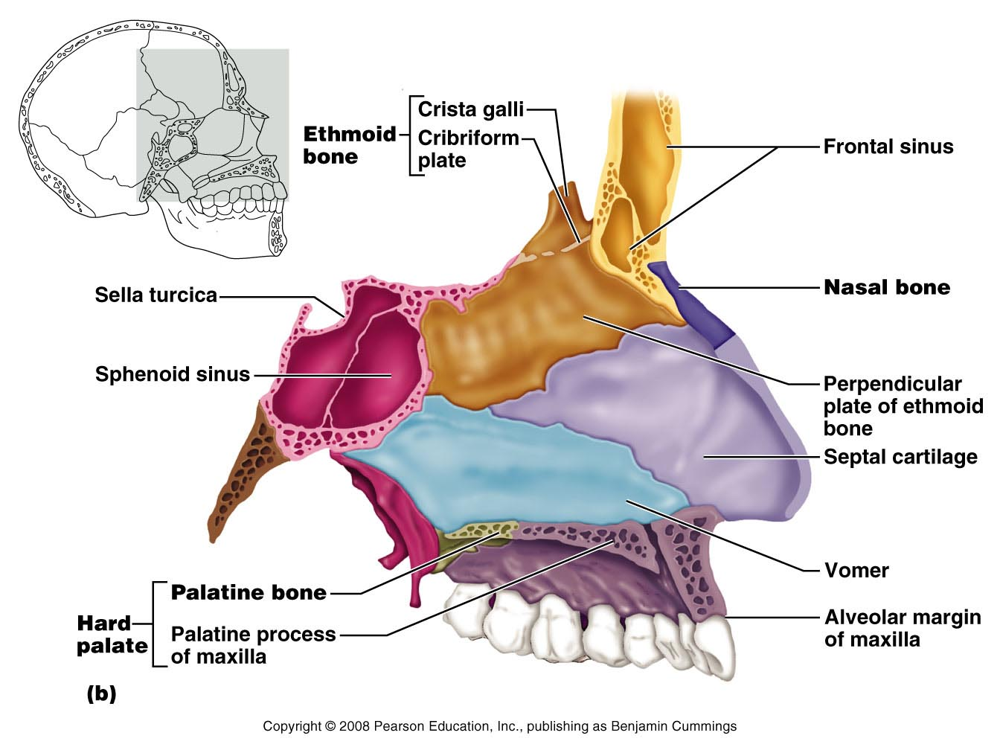 Crista galli
Ethmoid
bone
Cribriform
plate
Frontal sinus
Sella turcica
Nasal bone
Sphenoid sinus
Perpendicular
plate of ethmoid
bone
Septal cartilage
Vomer
Palatine bone
Hard
palate
Palatine process
of maxilla
Alveolar margin
of maxilla
(b)
Copyright © 2008 Pearson Education, Inc., publishing as Benjamin Cummings